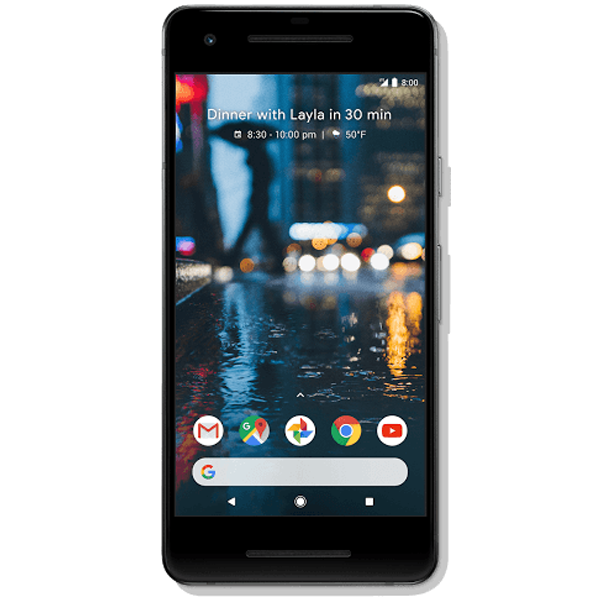 8:00
Dinner with Layla in 30 min
8:30 - 10:00 pm | 50°F